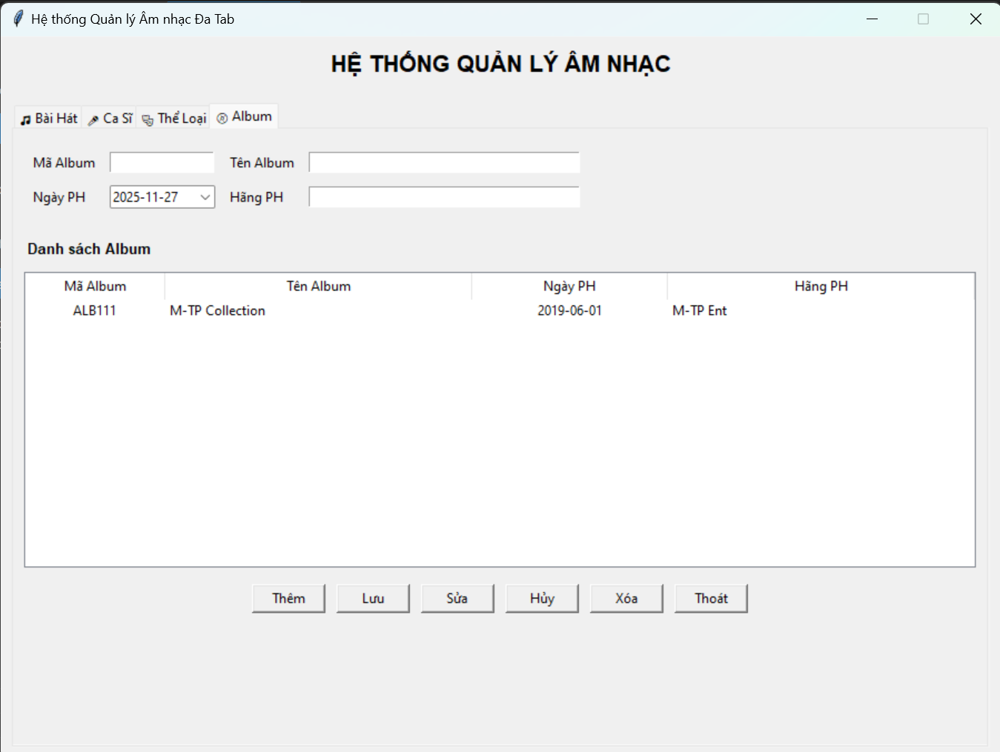 Hệ thống Quản lý Âm nhạc Đa Tab
HỆ THỐNG QUẢN LÝ ÂM NHẠC
Bài Hát Ca Sĩ Thể Loại Album
Mã Album Tên Album
Ngày PH 2025-11-27 Hãng PH
Danh sách Album
Mã Album Tên Album Ngày PH Hãng PH
ALB111 M-TP Collection 2019-06-01 M-TP Ent
Thêm Lưu Sửa Hủy Xóa Thoát